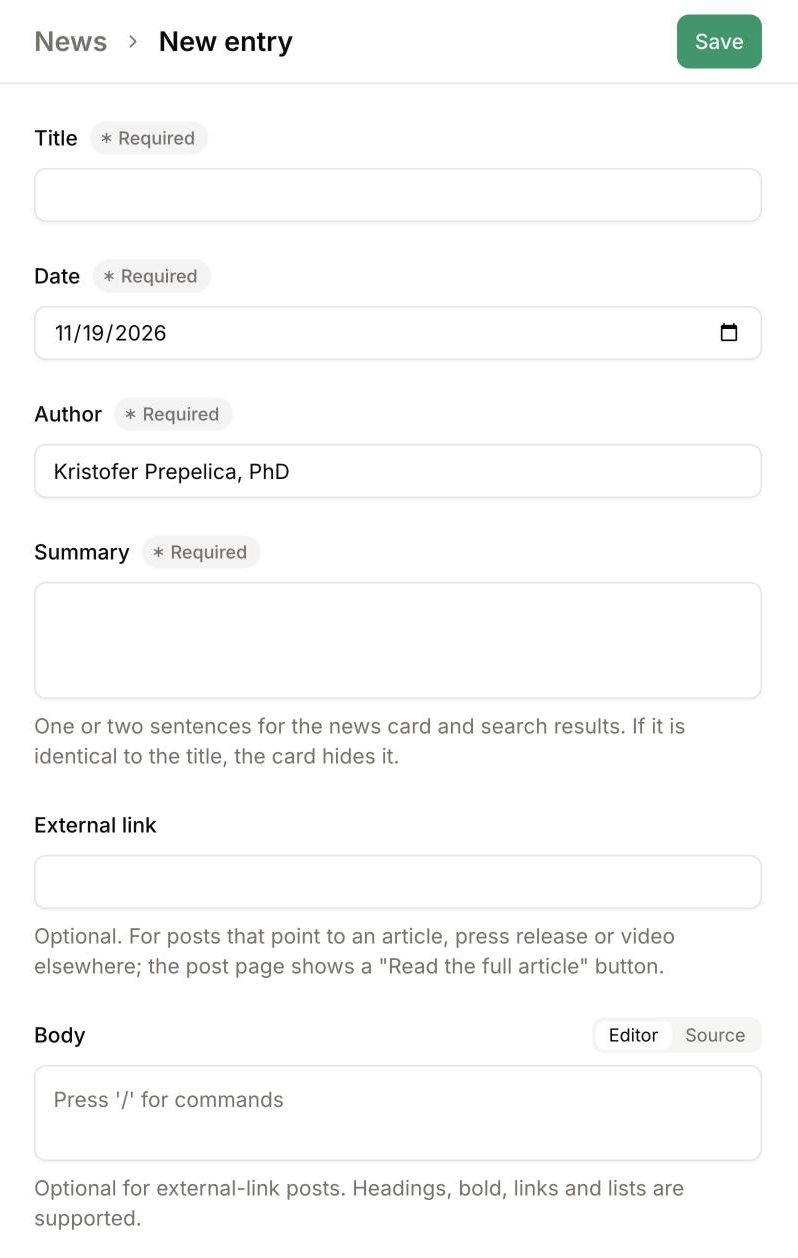 News > New entry Save
Title * Required
Date * Required
11/19/2026
Author * Required
Kristofer Prepelica, PhD
Summary * Required
One or two sentences for the news card and search results. If it is
identical to the title, the card hides it.
External link
Optional. For posts that point to an article, press release or video
elsewhere; the post page shows a "Read the full article" button.
Body Editor Source
Press '/' for commands
Optional for external-link posts. Headings, bold, links and lists are
supported.